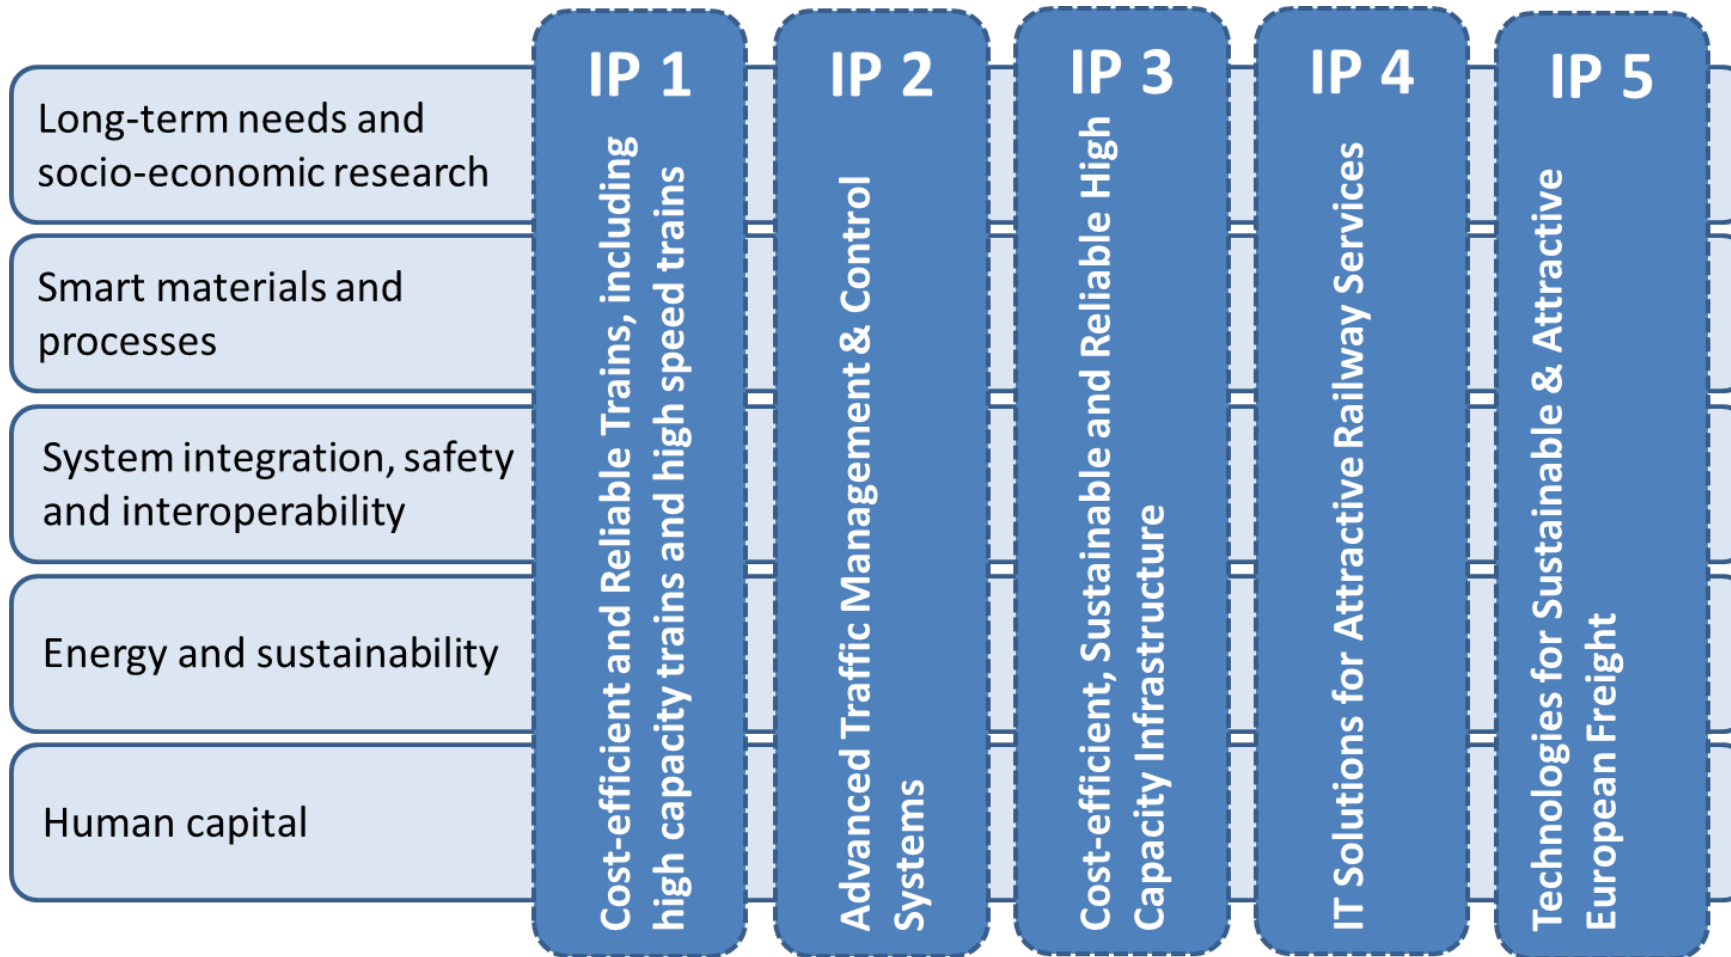 Long-term needs and
socio-economic research
Smart materials and
processes
System integration, safety
and interoperability
Energy and sustainability
Human capital
IP 1
Cost-efficient and Reliable Trains, including
high capacity trains and high speed trains
IP 2
Advanced Traffic Management & Control
Systems
IP 3
Cost-efficient, Sustainable and Reliable High
Capacity Infrastructure
IP 4
IT Solutions for Attractive Railway Services
IP 5
Technologies for Sustainable & Attractive
European Freight